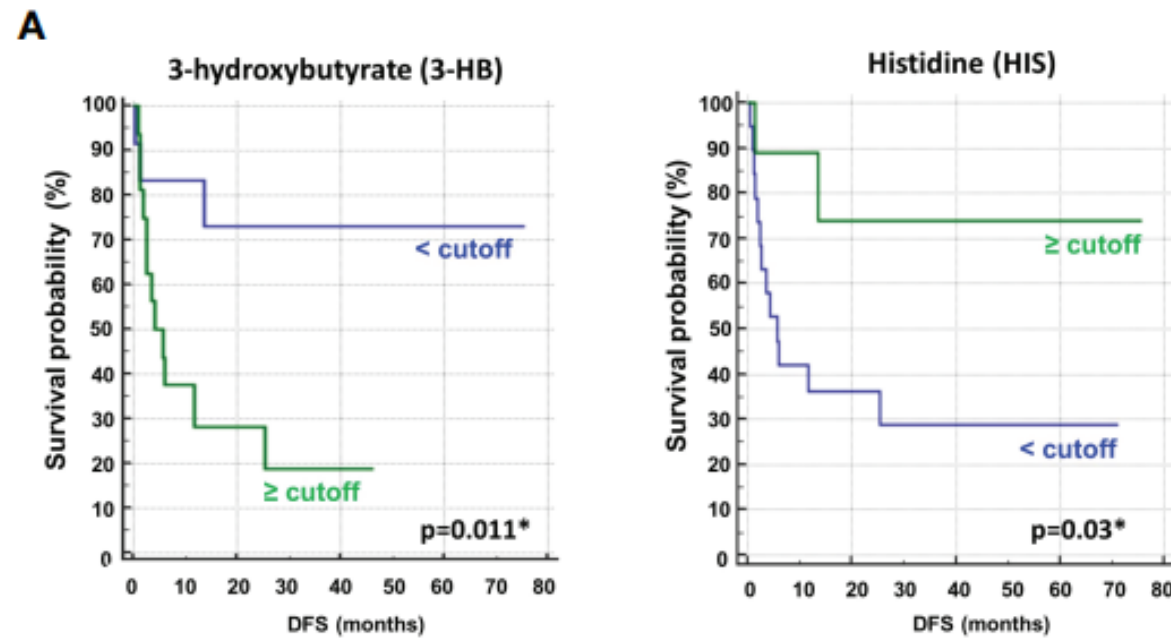 A
3-hydroxybutyrate (3-HB)
Survival probability (%)
100
90
80
70
60
50
40
30
20
10
0
< cutoff
≥ cutoff
p=0.011*
0 10 20 30 40 50 60 70 80
DFS (months)
Histidine (HIS)
Survival probability (%)
100
90
80
70
60
50
40
30
20
10
0
≥ cutoff
< cutoff
p=0.03*
0 10 20 30 40 50 60 70 80
DFS (months)